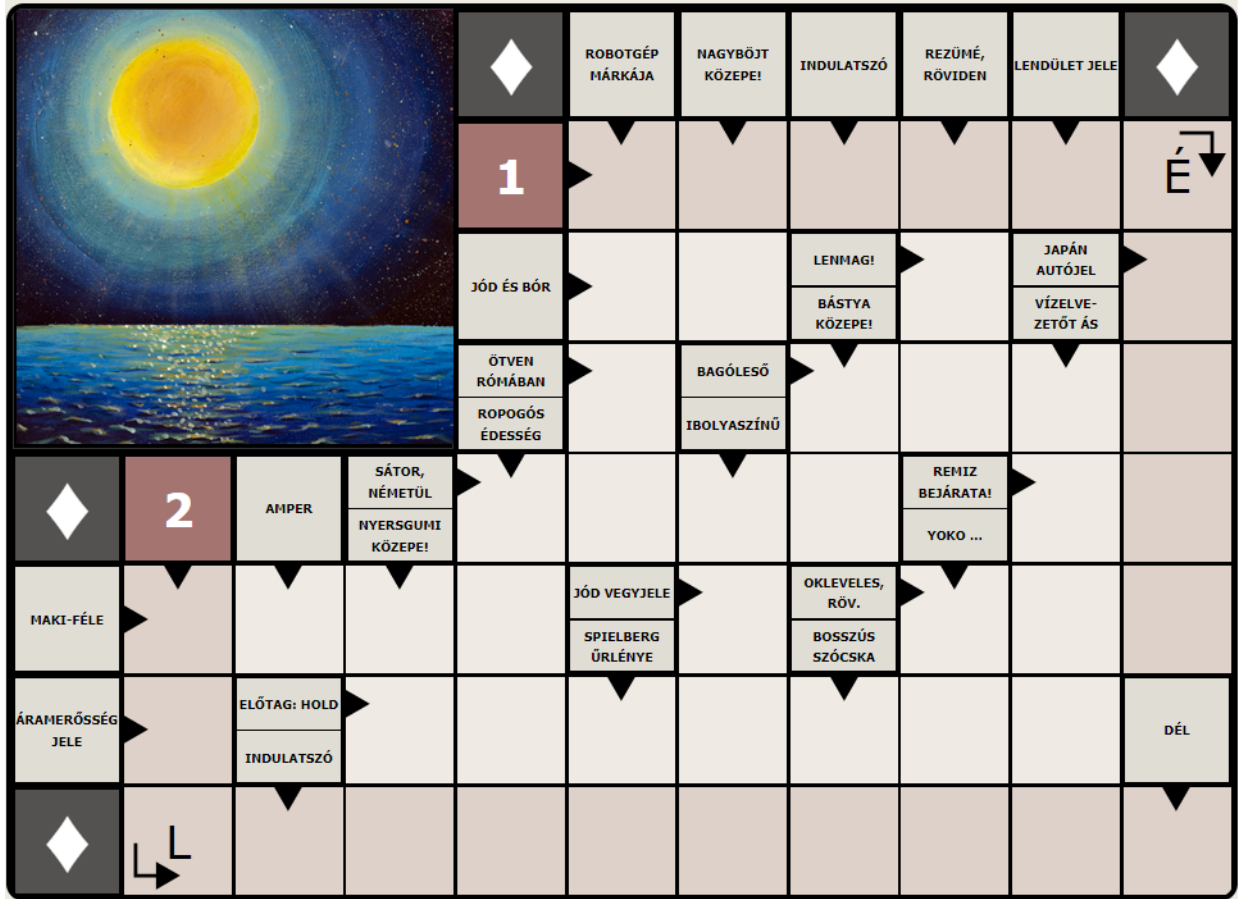 ROBOTGÉP
MÁRKÁJA
NAGYBÖJT
KÖZEPE!
INDULATSZÓ
REZÜMÉ,
RÖVIDEN
LENDÜLET JELE
1
É
JÓD ÉS BÓR
LENMAG!
BÁSTYA
KÖZEPE!
JAPÁN
AUTÓJEL
VÍZELVE-
ZETŐT ÁS
ÖTVEN
RÓMÁBAN
ROPOGÓS
ÉDESSÉG
BAGÓLESŐ
IBOLYASZÍNŰ
2
AMPER
SÁTOR,
NÉMETÜL
NYERSGUMI
KÖZEPE!
REMIZ
BEJÁRATA!
YOKO ...
MAKI-FÉLE
JÓD VEGYJELE
SPIELBERG
ŰRLÉNYE
OKLEVELES,
RÖV.
BOSSZÚS
SZÓCSKA
ÁRAMERŐSSÉG
JELE
ELŐTAG: HOLD
INDULATSZÓ
DÉL
L